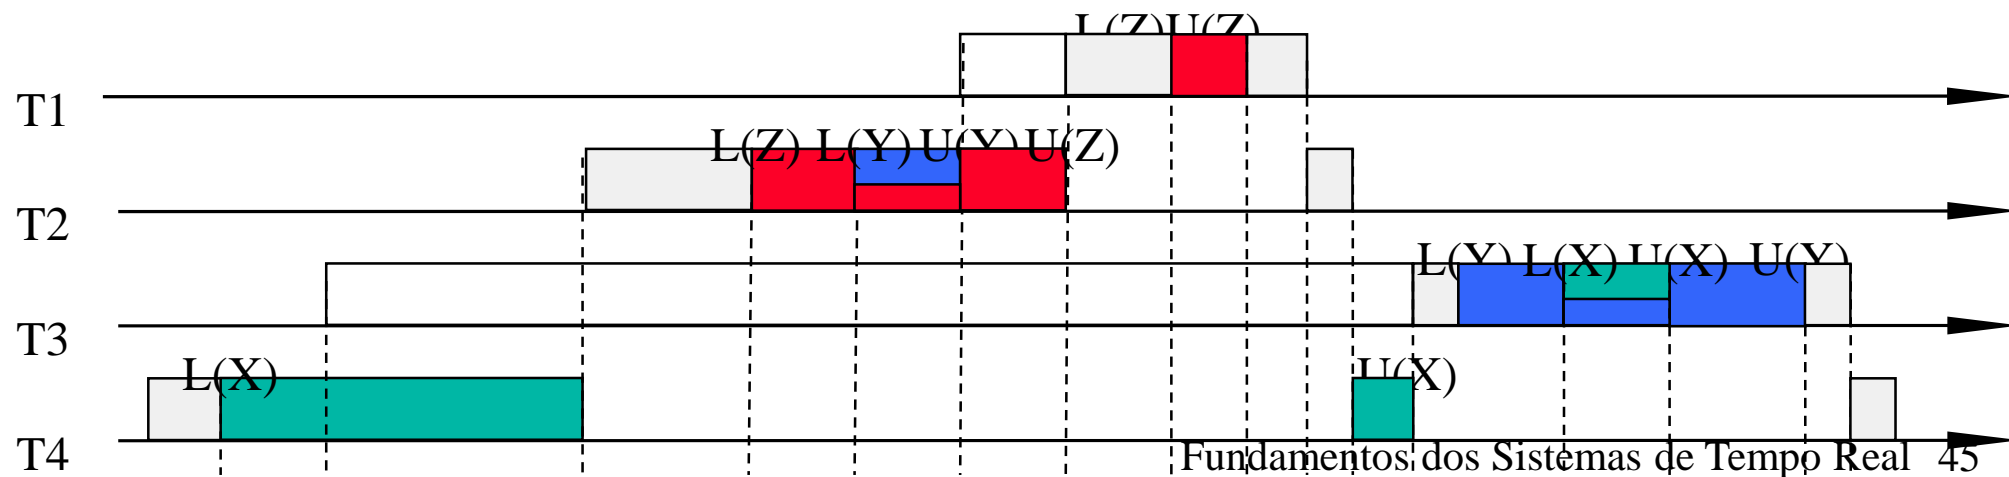 L(Z) U(Z)
T1
L(Z) L(Y) U(Y) U(Z)
T2
L(Y) L(X) U(X) U(Y)
T3
L(X) U(X)
T4
Fundamentos dos Sistemas de Tempo Real 45